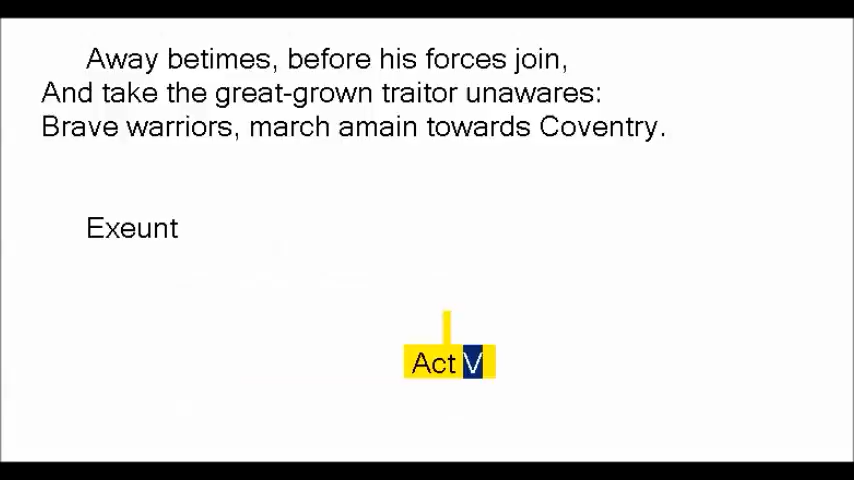 Away betimes, before his forces join,
And take the great-grown traitor unawares:
Brave warriors, march amain towards Coventry.
Exeunt
Act V